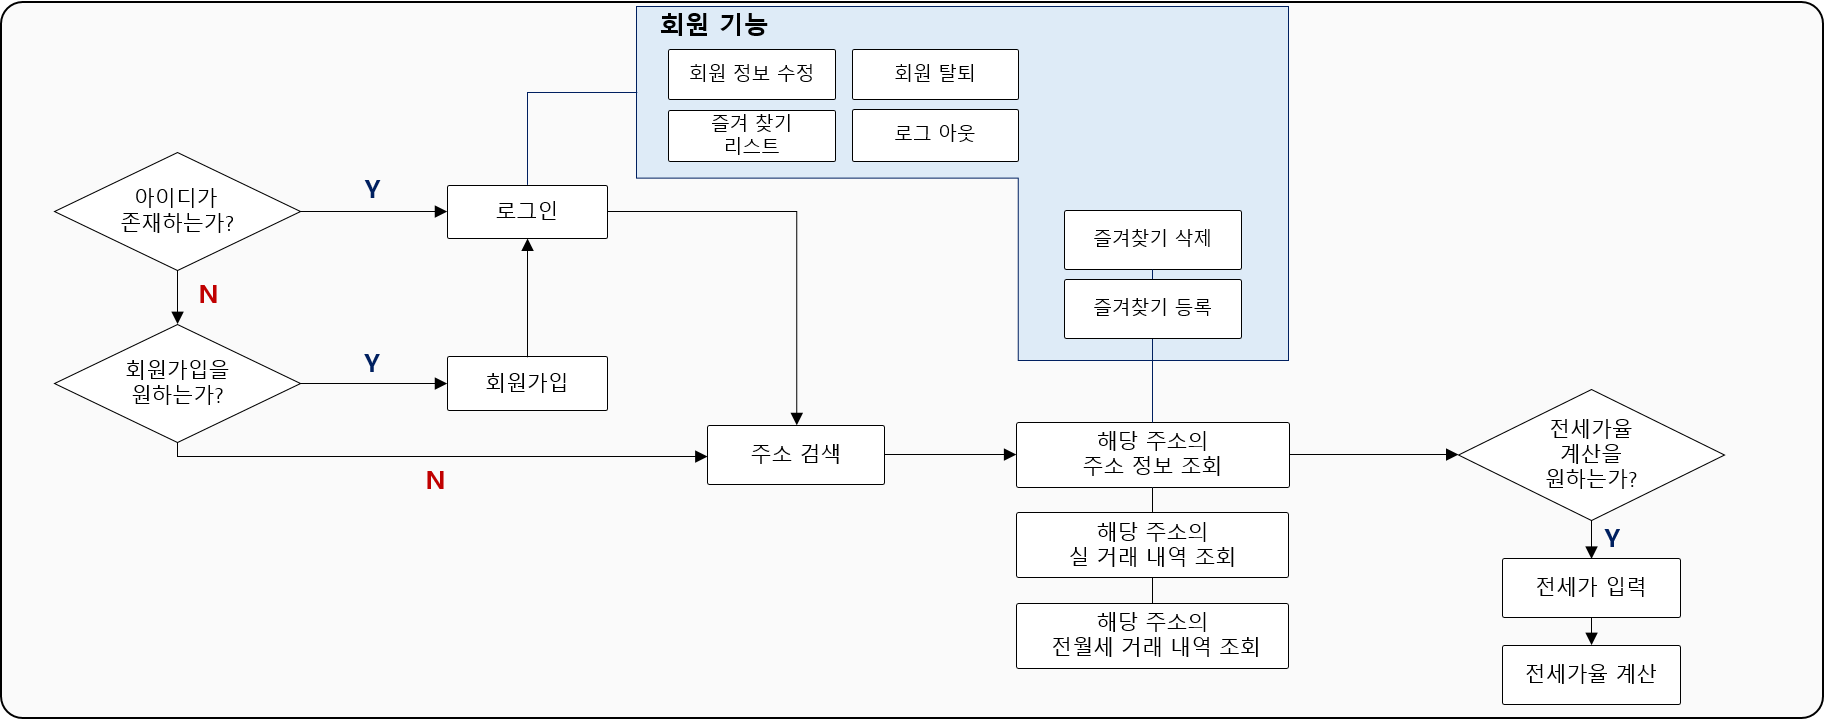 회원 기능
회원 정보 수정
회원 탈퇴
즐겨 찾기
리스트
로그 아웃
아이디가
존재하는가?
Y
로그인
N
즐겨찾기 삭제
즐겨찾기 등록
회원가입을
원하는가?
Y
회원가입
N
주소 검색
해당 주소의
주소 정보 조회
해당 주소의
실 거래 내역 조회
해당 주소의
전월세 거래 내역 조회
전세가율
계산을
원하는가?
Y
전세가 입력
전세가율 계산